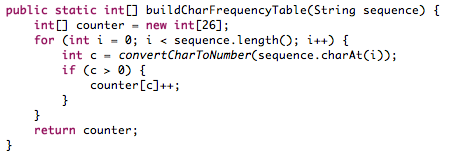 public static int[] buildCharFrequencyTable(String sequence) {
    int[] counter = new int[26];
    for (int i = 0; i < sequence.length(); i++) {
        int c = convertCharToNumber(sequence.charAt(i));
        if (c > 0) {
            counter[c]++;
        }
    }
    return counter;
}